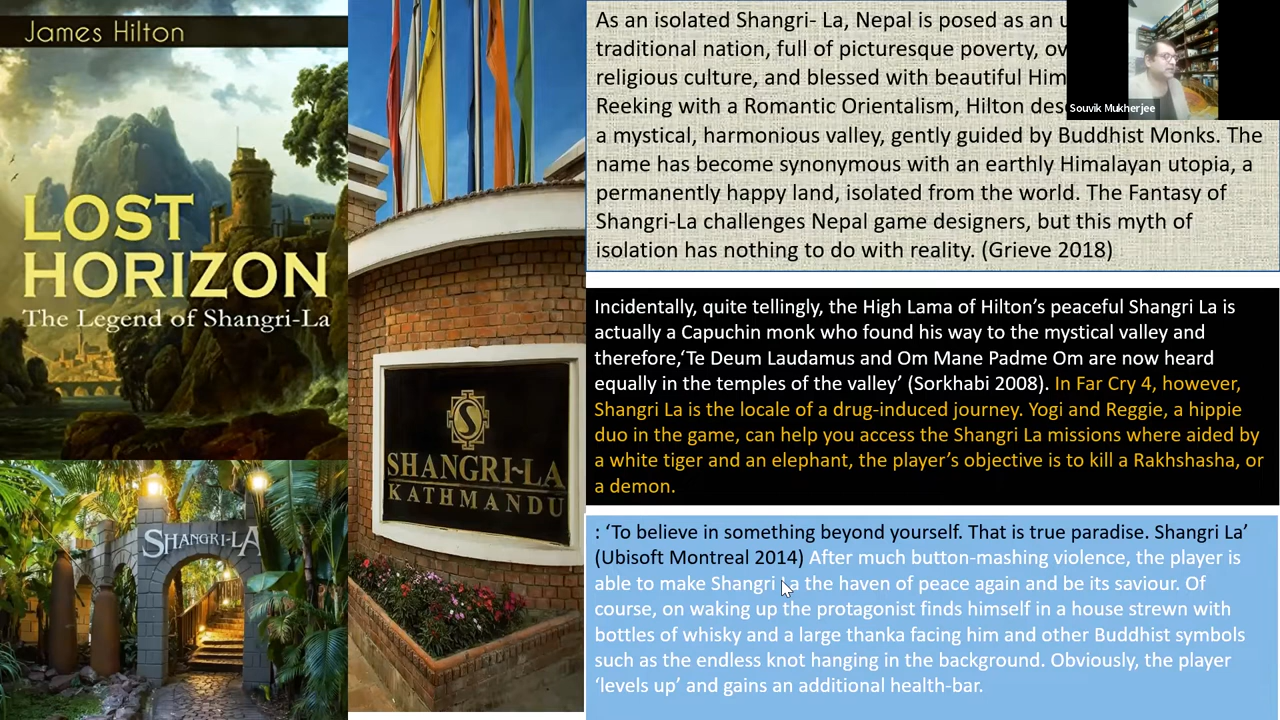 James Hilton
LOST
HORIZON
The Legend of Shangri-La
SHANGRI-LA
S
SHANGRI-LA
KATHMANDU
As an isolated Shangri- La, Nepal is posed as an
traditional nation, full of picturesque poverty,
religious culture, and blessed with beautiful
Reeking with a Romantic Orientalism, Hilton
a mystical, harmonious valley, gently guided by Buddhist Monks. The
name has become synonymous with an earthly Himalayan utopia, a
permanently happy land, isolated from the world. The Fantasy of
Shangri-La challenges Nepal game designers, but this myth of
isolation has nothing to do with reality. (Grieve 2018)
Souvik Mukherjee
Incidentally, quite tellingly, the High Lama of Hilton’s peaceful Shangri La is
actually a Capuchin monk who found his way to the mystical valley and
therefore,‘Te Deum Laudamus and Om Mane Padme Om are now heard
equally in the temples of the valley’ (Sorkhabi 2008). In Far Cry 4, however,
Shangri La is the locale of a drug-induced journey. Yogi and Reggie, a hippie
duo in the game, can help you access the Shangri La missions where aided by
a white tiger and an elephant, the player’s objective is to kill a Rakhshasha, or
a demon.
: ‘To believe in something beyond yourself. That is true paradise. Shangri La’
(Ubisoft Montreal 2014) After much button-mashing violence, the player is
able to make Shangri La the haven of peace again and be its saviour. Of
course, on waking up the protagonist finds himself in a house strewn with
bottles of whisky and a large thanka facing him and other Buddhist symbols
such as the endless knot hanging in the background. Obviously, the player
‘levels up’ and gains an additional health-bar.